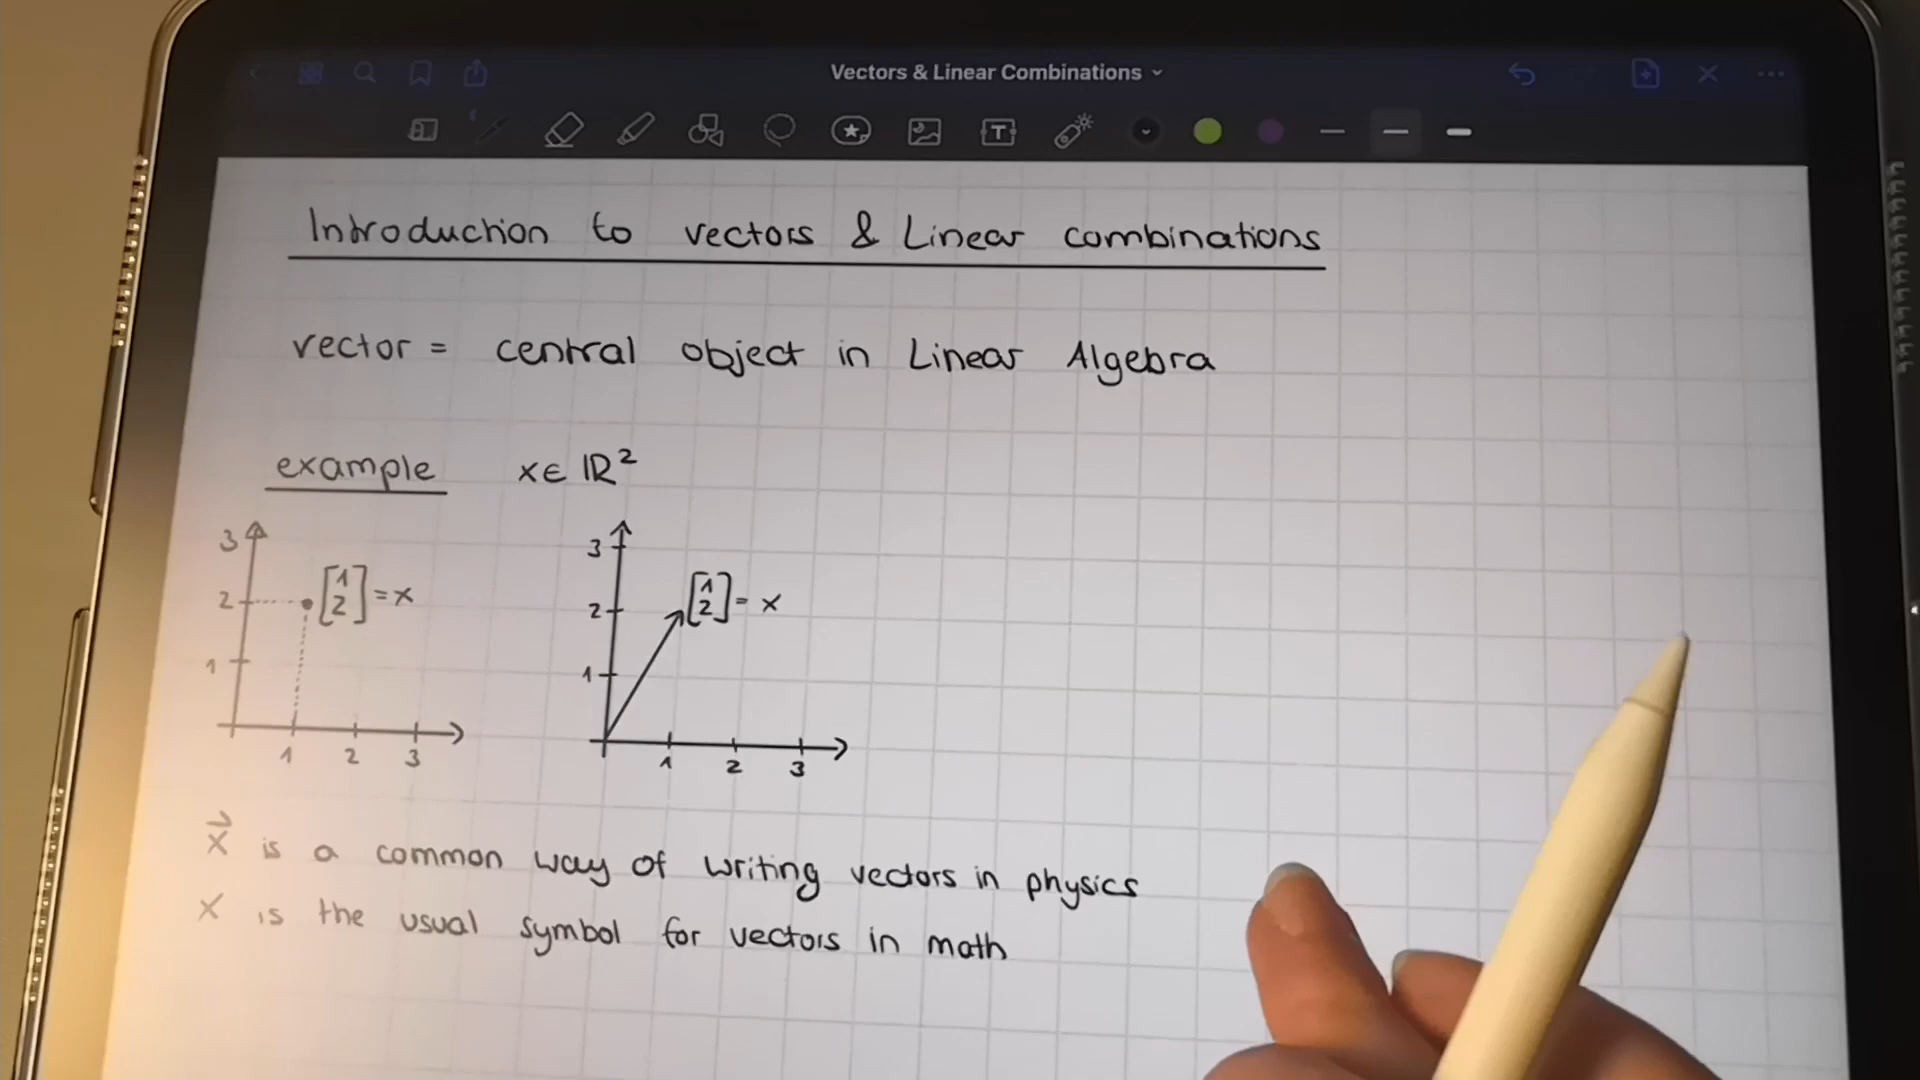 Vectors & Linear Combinations
T
Introduction to vectors & Linear combinations
vector = central object in Linear Algebra
example x ∈ ℝ²
3
2
1
[1 2] = x
1 2 3
3
2
1
[1 2] = x
1 2 3
x⃗ is a common way of writing vectors in physics
x is the usual symbol for vectors in math